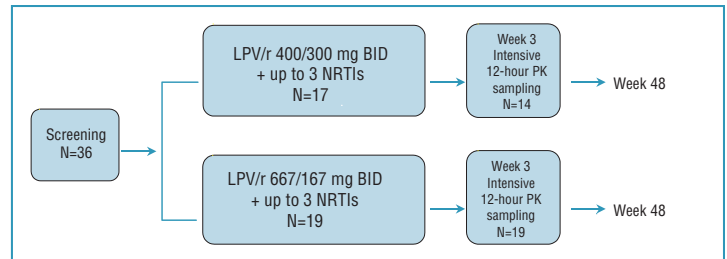 Screening
N=36
LPV/r 400/300 mg BID
+ up to 3 NRTIs
N=17
Week 3
Intensive
12-hour PK
sampling
N=14
Week 48
LPV/r 667/167 mg BID
+ up to 3 NRTIs
N=19
Week 3
Intensive
12-hour PK
sampling
N=19
Week 48